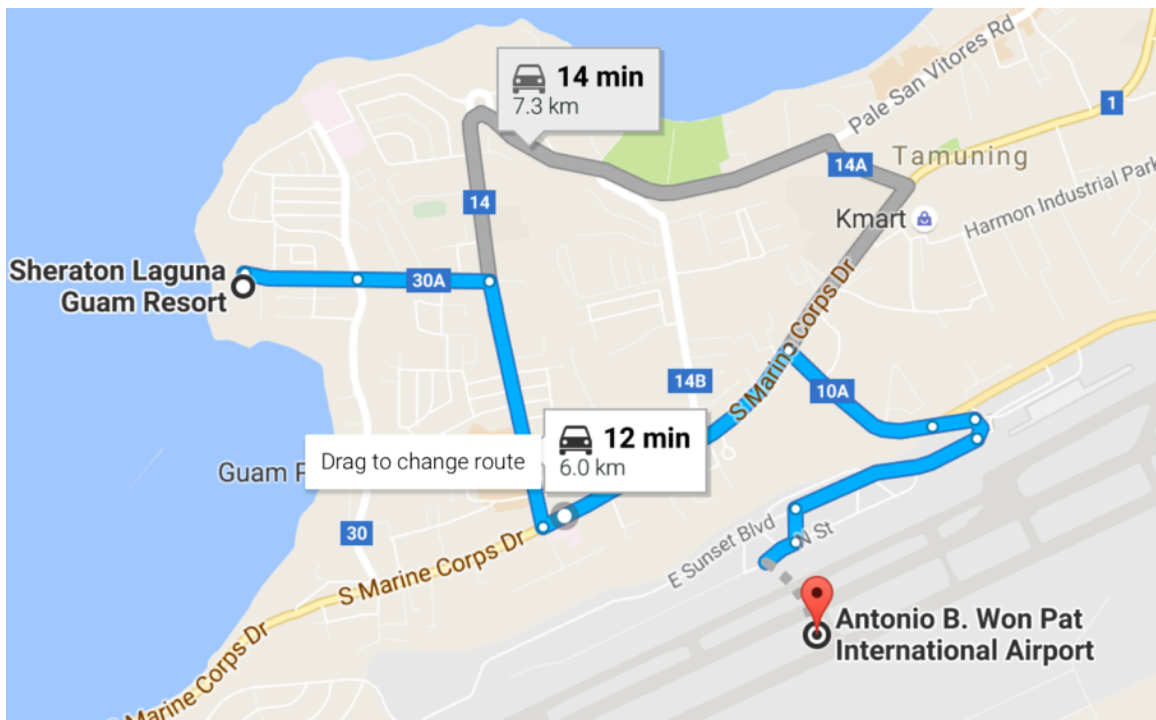 14 min
7.3 km
Pale San Vitores Rd
1
14A
Tamuning
14
Kmart
Harmon Industrial Park
Sheraton Laguna
Guam Resort
30A
S Marine Corps Dr
14B
10A
12 min
6.0 km
Drag to change route
Guam
30
S Marine Corps Dr
E Sunset Blvd
N St
Antonio B. Won Pat
International Airport
Marine Corps Dr